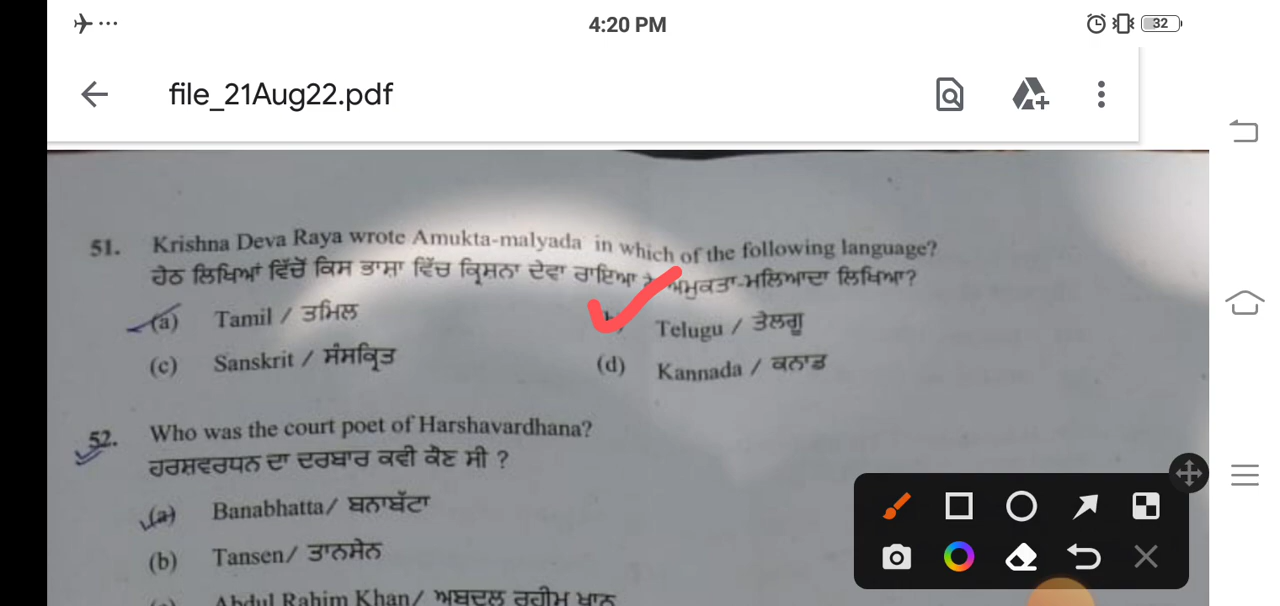 4:20 PM
32
file_21Aug22.pdf
51. Krishna Deva Raya wrote Amukta-malyada in which of the following language?
ਹੇਠ ਲਿਖਿਆਂ ਵਿੱਚੋਂ ਕਿਸ ਭਾਸ਼ਾ ਵਿੱਚ ਕ੍ਰਿਸ਼ਨਾ ਦੇਵਾ ਰਾਇਆ ਅਮੁਕਤਾ-ਮਲਿਆਦਾ ਲਿਖਿਆ?
(a) Tamil / ਤਮਿਲ
Telugu / ਤੇਲਗੂ
(c) Sanskrit / ਸੰਸਕ੍ਰਿਤ
(d) Kannada / ਕਨਾਡ
52. Who was the court poet of Harshavardhana?
ਹਰਸ਼ਵਰਧਨ ਦਾ ਦਰਬਾਰ ਕਵੀ ਕੌਣ ਸੀ ?
(a) Banabhatta/ ਬਨਾਬੱਟਾ
(b) Tansen/ ਤਾਨਸੇਨ
Abdul Rahim Khan/ ਅਬਦੁਲ ਰਹੀਮ ਖਾਨ